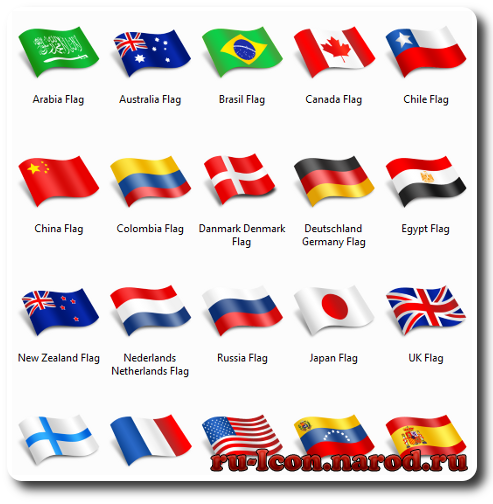 Arabia Flag
Australia Flag
Brasil Flag
Canada Flag
Chile Flag
China Flag
Colombia Flag
Danmark Denmark
Flag
Deutschland
Germany Flag
Egypt Flag
New Zealand Flag
Nederlands
Netherlands Flag
Russia Flag
Japan Flag
UK Flag
ru-Icon.narod.ru